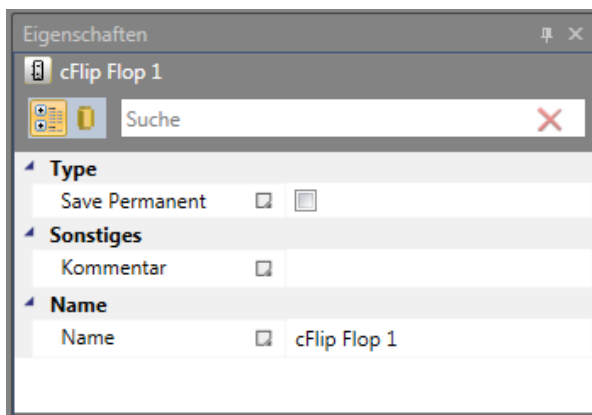 Eigenschaften
cFlip Flop 1
Suche
Type
Save Permanent
Sonstiges
Kommentar
Name
Name cFlip Flop 1